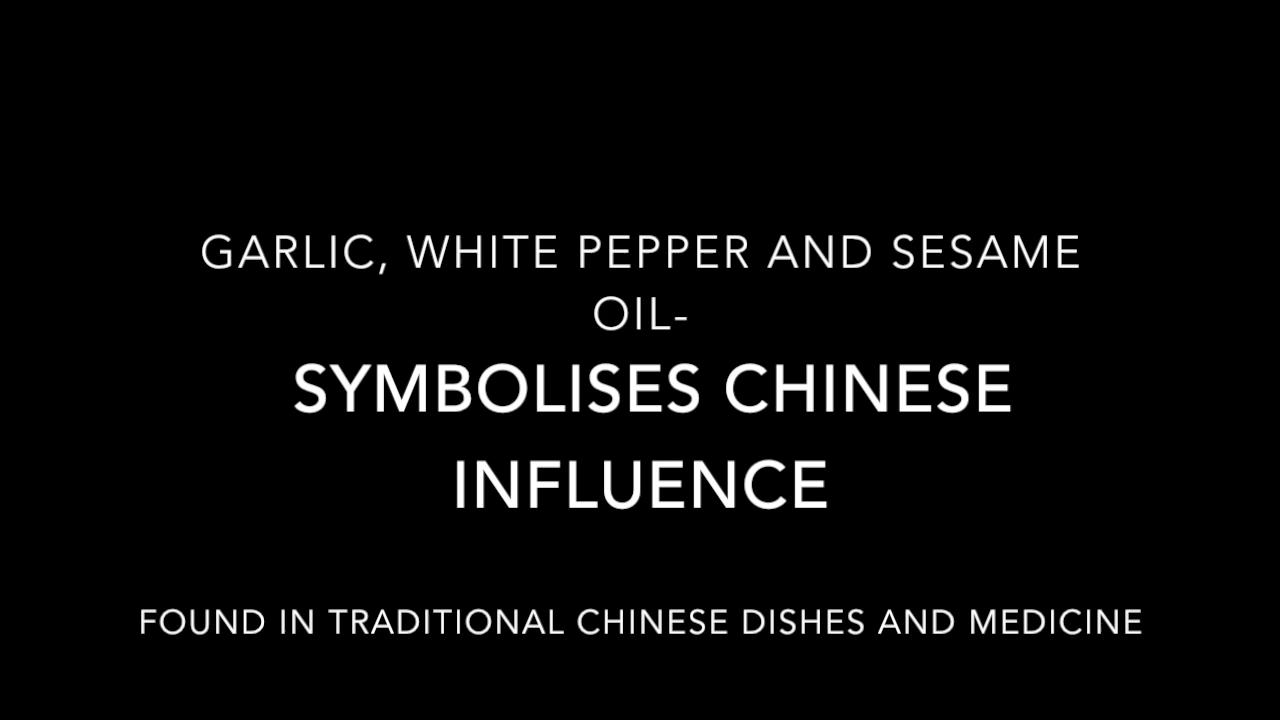 GARLIC, WHITE PEPPER AND SESAME
OIL-
SYMBOLISES CHINESE
INFLUENCE
FOUND IN TRADITIONAL CHINESE DISHES AND MEDICINE